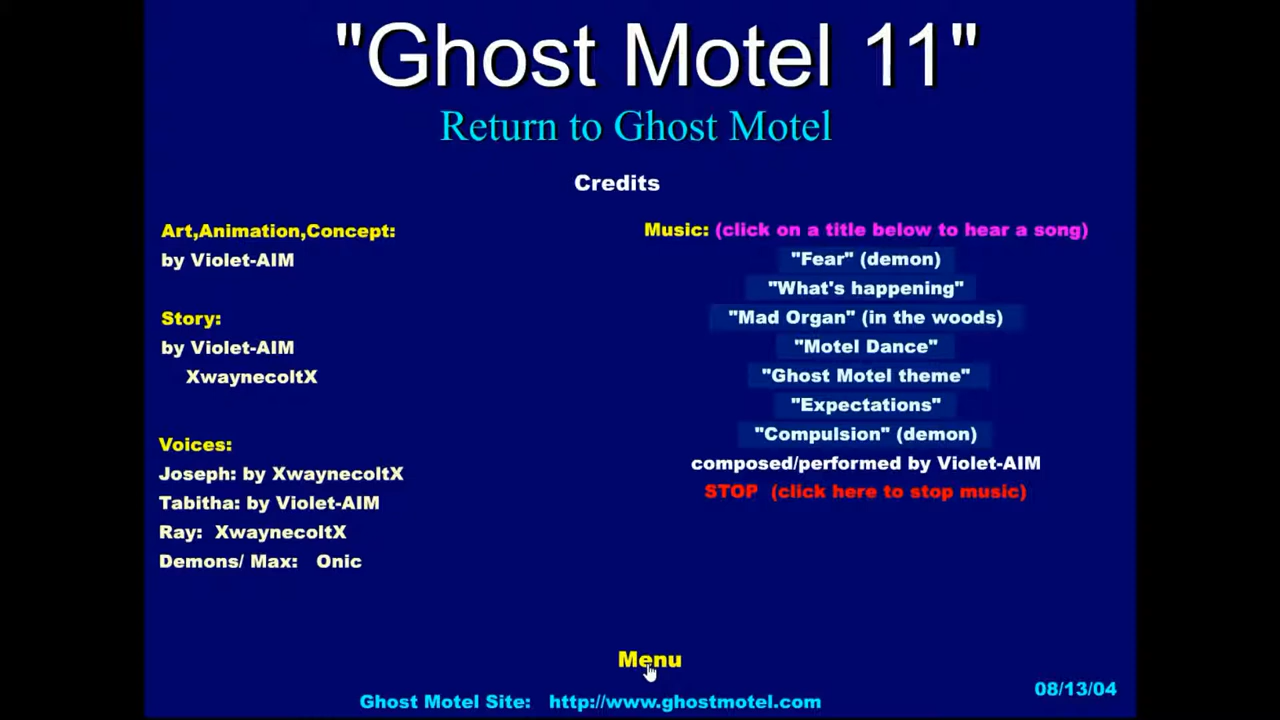 "Ghost Motel 11"
Return to Ghost Motel
Credits
Art,Animation,Concept:
by Violet-AIM
Story:
by Violet-AIM
XwaynecoltX
Voices:
Joseph: by XwaynecoltX
Tabitha: by Violet-AIM
Ray: XwaynecoltX
Demons/ Max: Onic
Music: (click on a title below to hear a song)
"Fear" (demon)
"What's happening"
"Mad Organ" (in the woods)
"Motel Dance"
"Ghost Motel theme"
"Expectations"
"Compulsion" (demon)
composed/performed by Violet-AIM
STOP (click here to stop music)
Menu
08/13/04
Ghost Motel Site: http://www.ghostmotel.com